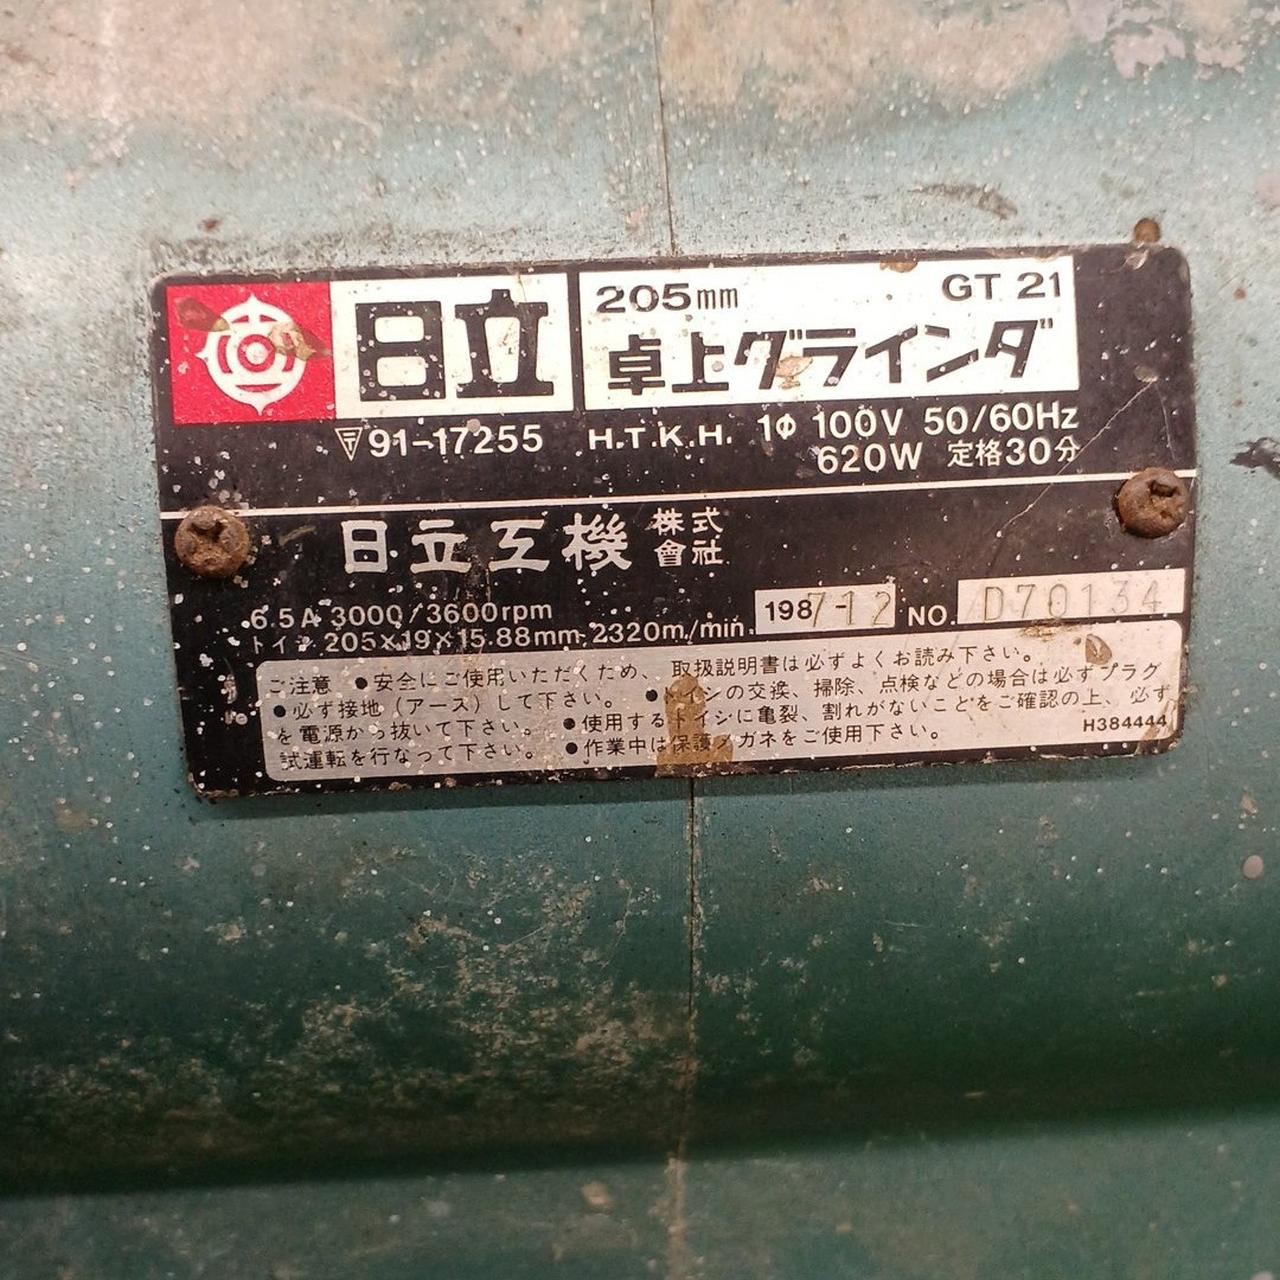 日立
205mm GT 21
卓上グラインダ
〒91-17255 H.T.K.H. 1Φ 100V 50/60Hz
620W 定格30分
日立工機 株式會社
6.5A 3000/3600rpm
トイシ 205×19×15.88mm-2320m/min. 1987-12 NO. D70134
ご注意 ●安全にご使用いただくため、取扱説明書は必ずよくお読み下さい。
●必ず接地（アース）して下さい。 ●トイシの交換、掃除、点検などの場合は必ずプラグ
を電源から抜いて下さい。 ●使用するトイシに亀裂、割れがないことをご確認の上、必ず
試運転を行なって下さい。 ●作業中は保護メガネをご使用下さい。 H384444